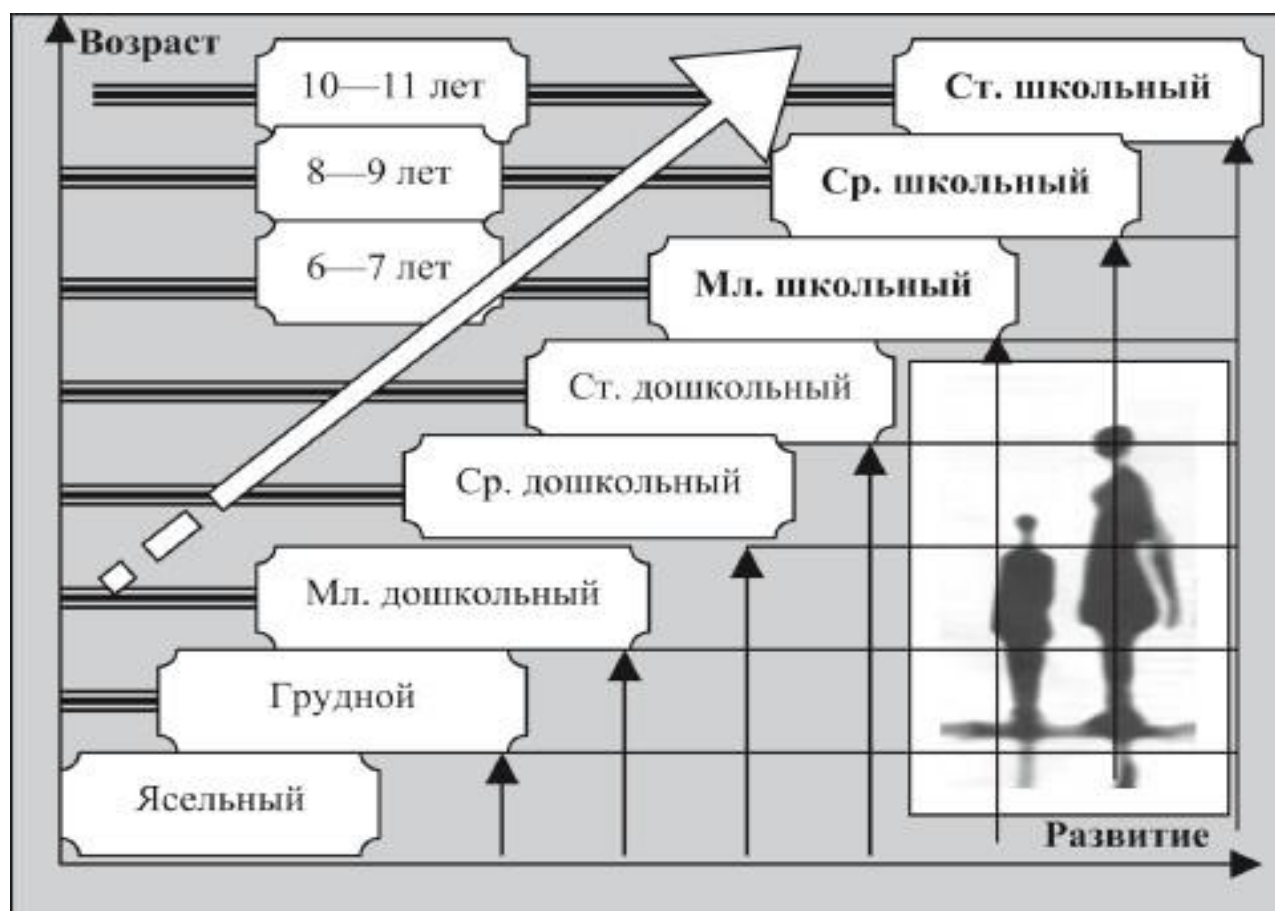 Возраст
10—11 лет
Ст. школьный
8—9 лет
Ср. школьный
6—7 лет
Мл. школьный
Ст. дошкольный
Ср. дошкольный
Мл. дошкольный
Грудной
Ясельный
Развитие